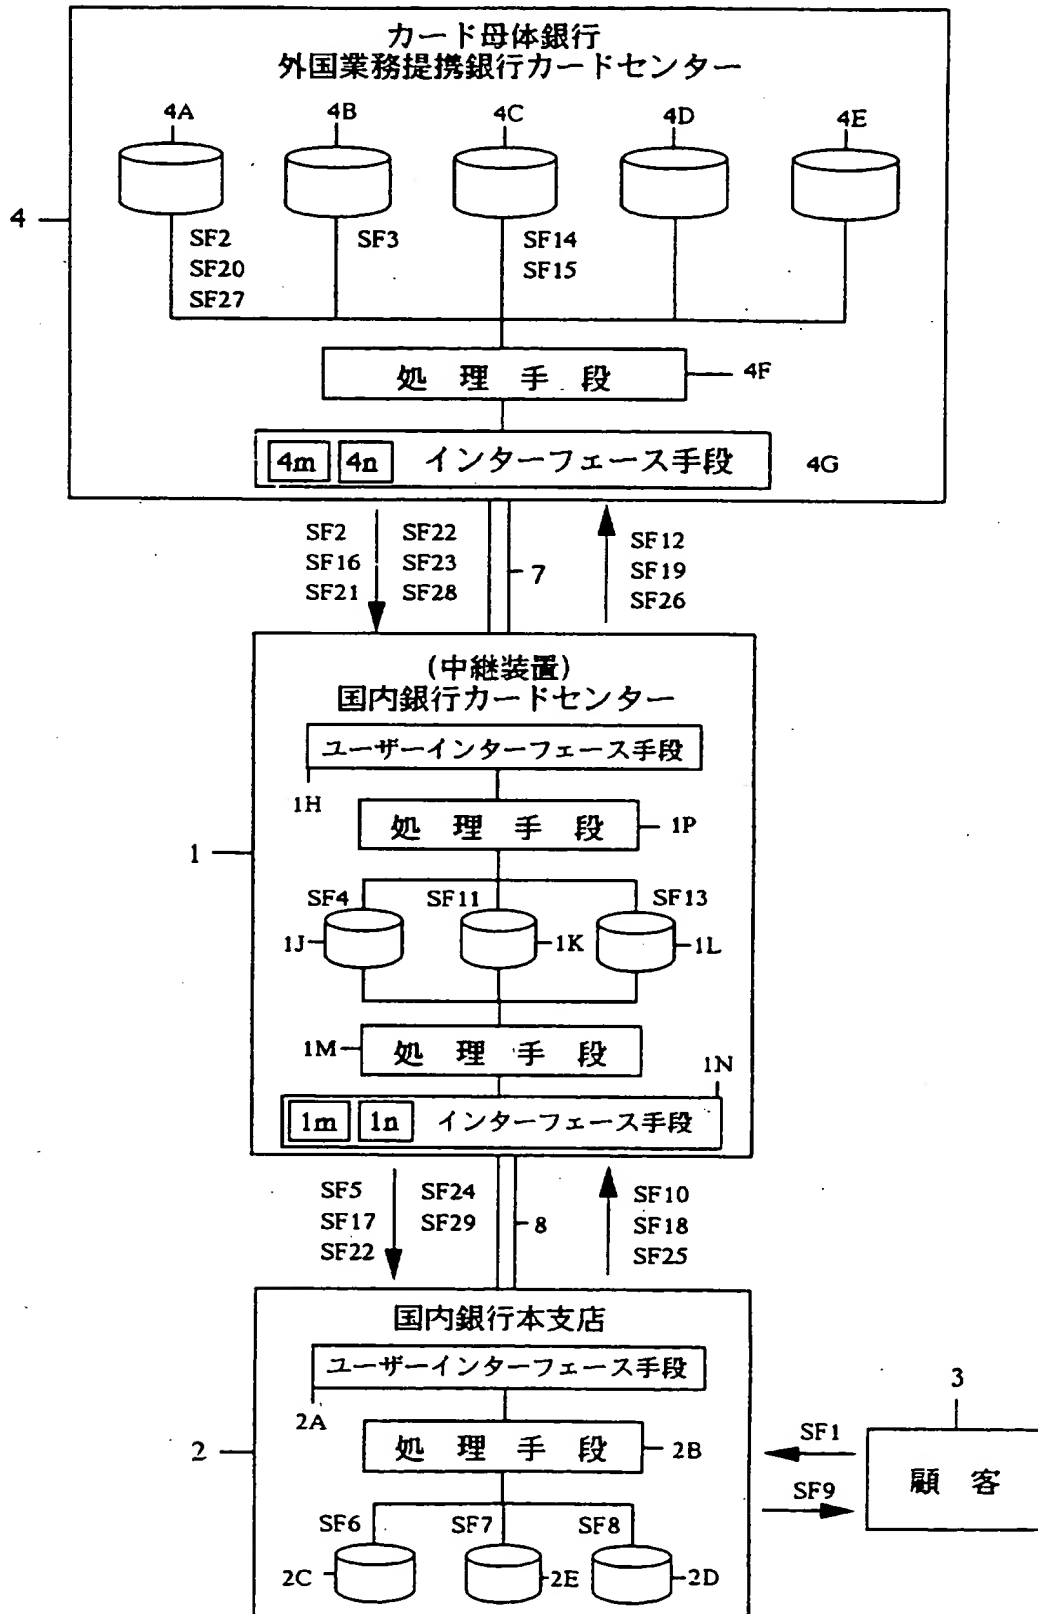 カード母体銀行
外国業務提携銀行カードセンター
4A
4B
4C
4D
4E
4
SF2
SF20
SF27
SF3
SF14
SF15
処 理 手 段
4F
4m 4n インターフェース手段
4G
SF2
SF16
SF21
SF22
SF23
SF28
7
SF12
SF19
SF26
(中継装置)
国内銀行カードセンター
ユーザーインターフェース手段
1H
処 理 手 段
1P
1
SF4
SF11
SF13
1J
1K
1L
1M
処 理 手 段
1N
1m 1n インターフェース手段
SF5
SF17
SF22
SF24
SF29
8
SF10
SF18
SF25
国内銀行本支店
ユーザーインターフェース手段
2A
処 理 手 段
2B
2
3
SF1
顧 客
SF9
SF6
SF7
SF8
2C
2E
2D